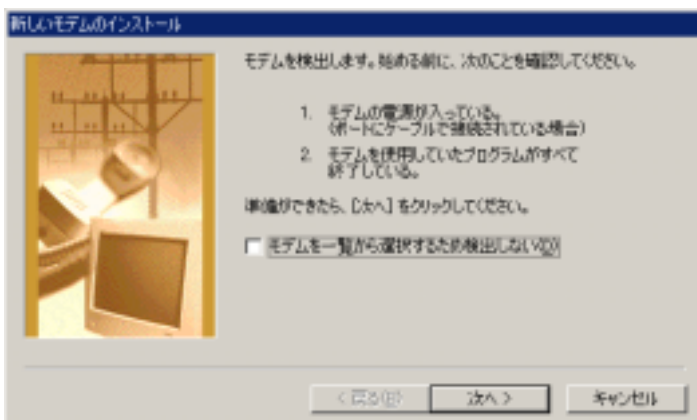 新しいモデムのインストール
モデムを検出します。始める前に、次のことを確認してください。
1. モデムの電源が入っている。
(ポートにケーブルで接続されている場合)
2. モデムを使用していたプログラムがすべて
終了している。
準備ができたら、[次へ] をクリックしてください。
モデムを一覧から選択するため検出しない(D)
< 戻る(B)
次へ >
キャンセル